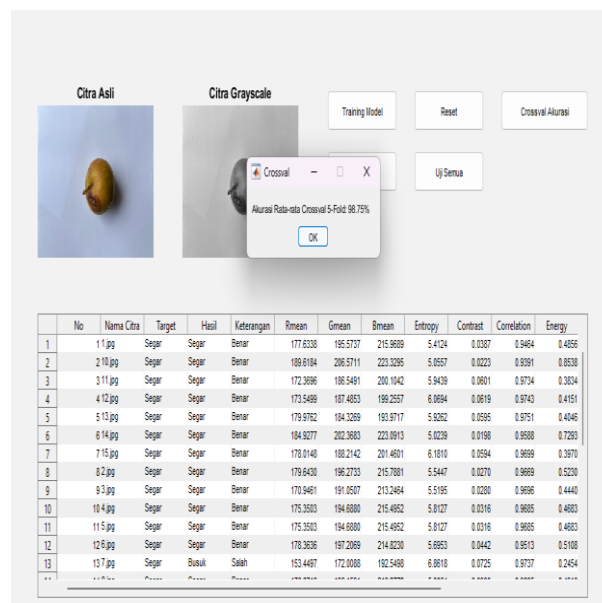 Citra Asli Citra Grayscale
Training Model Reset Crossval Akurasi
Crossval
Uji Semua
Akurasi Rata-rata Crossval 5-Fold: 98.75%
OK
No Nama Citra Target Hasil Keterangan Rmean Gmean Bmean Entropy Contrast Correlation Energy
1 1 1.jpg Segar Segar Benar 177.6338 195.5737 215.9689 5.4124 0.0387 0.9464 0.4856
2 2 10.jpg Segar Segar Benar 189.6184 206.5711 223.3295 5.0557 0.0223 0.9391 0.8538
3 3 11.jpg Segar Segar Benar 172.3696 186.5491 200.1042 5.9439 0.0601 0.9734 0.3834
4 4 12.jpg Segar Segar Benar 173.5499 187.4853 199.2557 6.0694 0.0619 0.9743 0.4151
5 5 13.jpg Segar Segar Benar 179.9762 184.3269 193.9717 5.9262 0.0595 0.9751 0.4046
6 6 14.jpg Segar Segar Benar 184.9277 202.3683 223.0913 5.0239 0.0198 0.9588 0.7293
7 7 15.jpg Segar Segar Benar 178.0148 188.2142 201.4601 6.1810 0.0594 0.9699 0.3970
8 8 2.jpg Segar Segar Benar 179.6430 196.2733 215.7881 5.5447 0.0270 0.9669 0.5230
9 9 3.jpg Segar Segar Benar 170.9461 191.0507 213.2464 5.5195 0.0280 0.9696 0.4440
10 10 4.jpg Segar Segar Benar 175.3503 194.6880 215.4952 5.8127 0.0316 0.9685 0.4683
11 11 5.jpg Segar Segar Benar 175.3503 194.6880 215.4952 5.8127 0.0316 0.9685 0.4683
12 12 6.jpg Segar Segar Benar 178.3636 197.2069 214.8230 5.6953 0.0442 0.9513 0.5108
13 13 7.jpg Segar Busuk Salah 153.4497 172.0088 192.5498 6.8618 0.0725 0.9737 0.2454